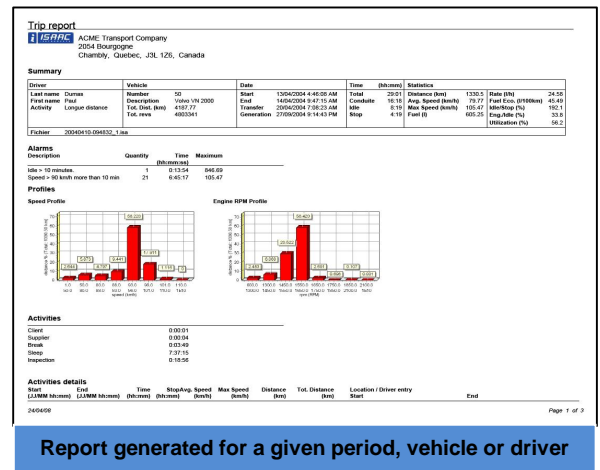 Trip report
i ISAAC ACME Transport Company
2054 Bourgogne
Chambly, Quebec, J3L 1Z6, Canada
Summary
Driver Vehicle Date Time (hh:mm) Statistics
Last name Dumas Number 50 Start 13/04/2004 4:46:08 AM Total 29:01 Distance (km) 1330.5 Rate (l/h) 24.58
First name Paul Description Volvo VN 2000 End 14/04/2004 9:47:15 AM Conduite 16:18 Avg. Speed (km/h) 79.77 Fuel Eco. (l/100km) 45.49
Activity Longue distance Tot. Dist. (km) 4187.77 Transfer 20/04/2004 7:08:23 AM Idle 8:19 Max Speed (km/h) 105.47 Idle/Stop (%) 192.1
Tot. revs 4803341 Generation 27/09/2004 9:14:43 PM Stop 4:19 Fuel (l) 605.25 Eng./Idle (%) 33.8
Utilization (%) 56.2
Fichier 20040410-094832_1.isa
Alarms
Description Quantity Time Maximum
(hh:mm:ss)
Idle > 10 minutes. 1 0:13:54 846.69
Speed > 90 km/h more than 10 min 21 6:45:17 105.47
Profiles
Speed Profile Engine RPM Profile
speed (km/h) rpm (RPM)
Activities
Client 0:00:01
Supplier 0:00:04
Break 0:03:49
Sleep 7:37:15
Inspection 0:18:56
Activities details
Start End Time Stop Avg. Speed Max Speed Distance Tot. Distance Location / Driver entry
(JJ/MM hh:mm) (JJ/MM hh:mm) (hh:mm) (hh:mm) (km/h) (km/h) (km) (km) Start End
24/04/08 Page 1 of 3
Report generated for a given period, vehicle or driver